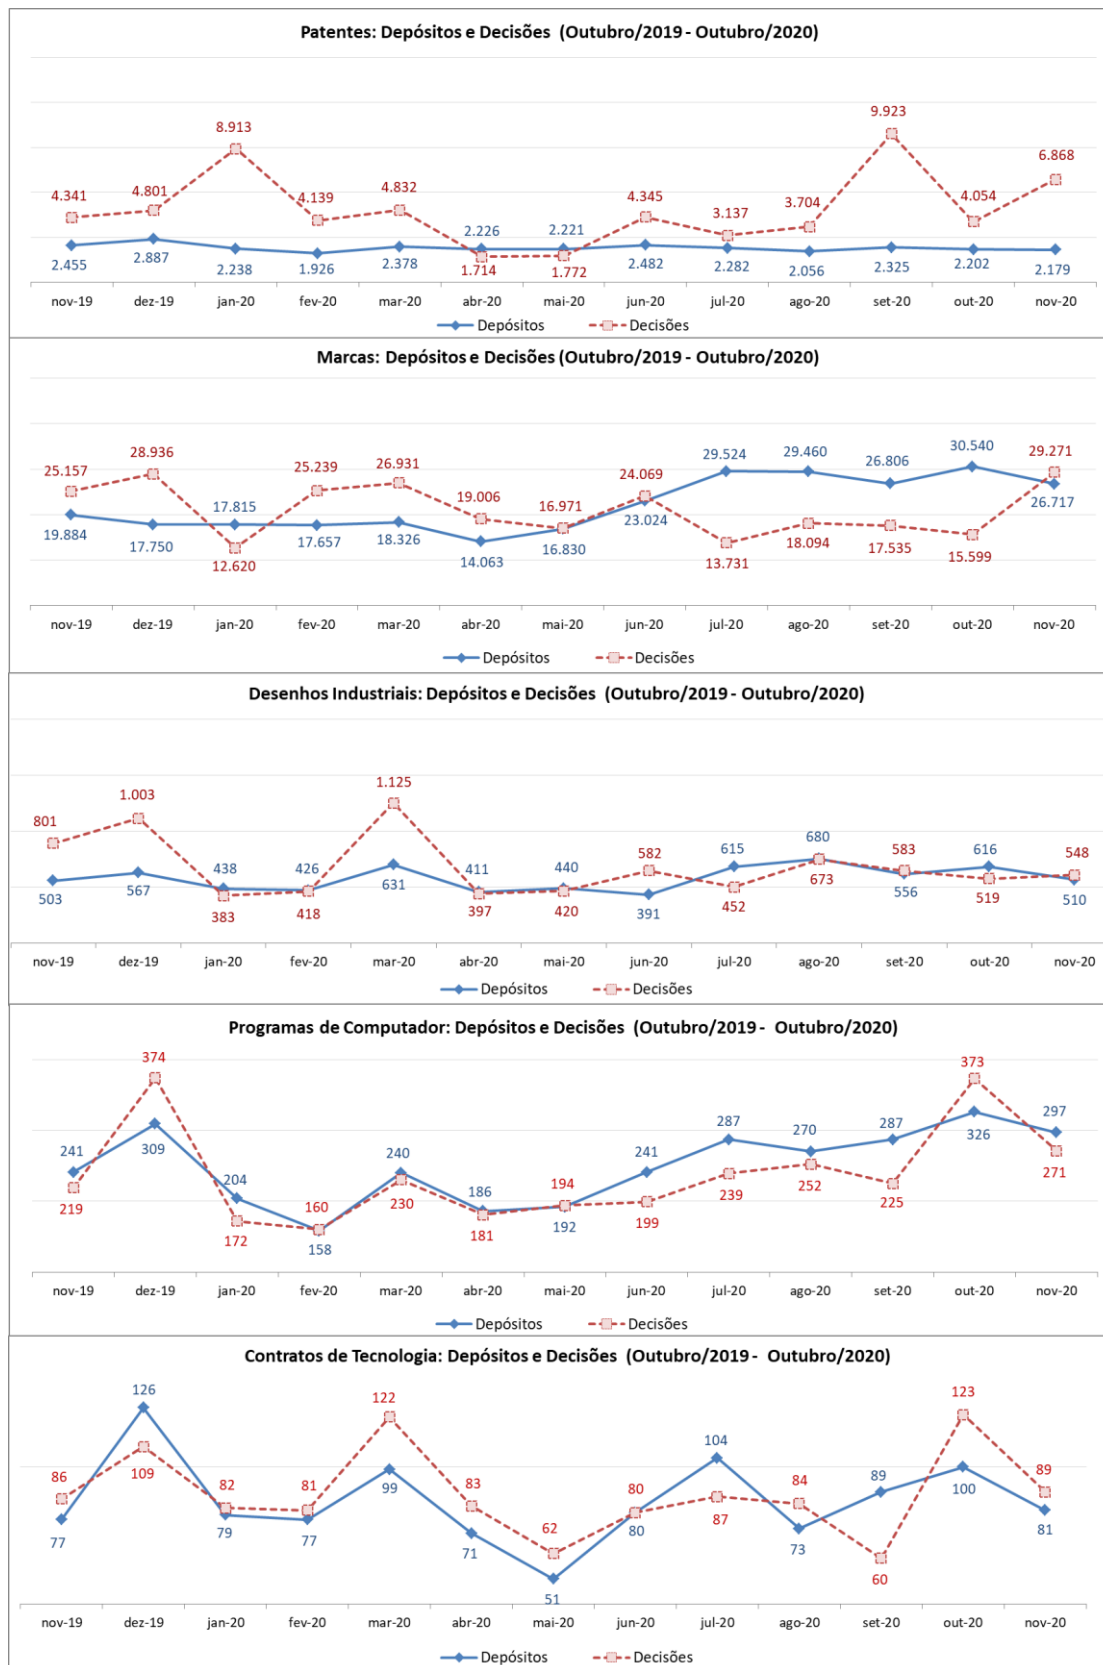 Patentes: Depósitos e Decisões (Outubro/2019 - Outubro/2020)
9.923
8.913
6.868
4.341 4.801 4.139 4.832 4.345 3.137 3.704 4.054
2.226 2.221
2.455 2.887 2.238 1.926 2.378 1.714 1.772 2.482 2.282 2.056 2.325 2.202 2.179
nov-19 dez-19 jan-20 fev-20 mar-20 abr-20 mai-20 jun-20 jul-20 ago-20 set-20 out-20 nov-20
Depósitos Decisões
Marcas: Depósitos e Decisões (Outubro/2019 - Outubro/2020)
25.157 28.936 17.815 25.239 26.931 19.006 16.971 24.069 29.524 29.460 26.806 30.540 29.271
19.884 17.750 12.620 17.657 18.326 14.063 16.830 23.024 13.731 18.094 17.535 15.599 26.717
nov-19 dez-19 jan-20 fev-20 mar-20 abr-20 mai-20 jun-20 jul-20 ago-20 set-20 out-20 nov-20
Depósitos Decisões
Desenhos Industriais: Depósitos e Decisões (Outubro/2019 - Outubro/2020)
801 1.003 438 426 1.125 411 440 582 615 680 583 616 548
503 567 383 418 631 397 420 391 452 673 556 519 510
nov-19 dez-19 jan-20 fev-20 mar-20 abr-20 mai-20 jun-20 jul-20 ago-20 set-20 out-20 nov-20
Depósitos Decisões
Programas de Computador: Depósitos e Decisões (Outubro/2019 - Outubro/2020)
241 374 204 160 240 186 194 241 287 270 287 373 297
219 309 172 158 230 181 192 199 239 252 225 326 271
nov-19 dez-19 jan-20 fev-20 mar-20 abr-20 mai-20 jun-20 jul-20 ago-20 set-20 out-20 nov-20
Depósitos Decisões
Contratos de Tecnologia: Depósitos e Decisões (Outubro/2019 - Outubro/2020)
86 126 82 81 122 83 62 80 104 84 89 123 89
77 109 79 77 99 71 51 80 87 73 60 100 81
nov-19 dez-19 jan-20 fev-20 mar-20 abr-20 mai-20 jun-20 jul-20 ago-20 set-20 out-20 nov-20
Depósitos Decisões